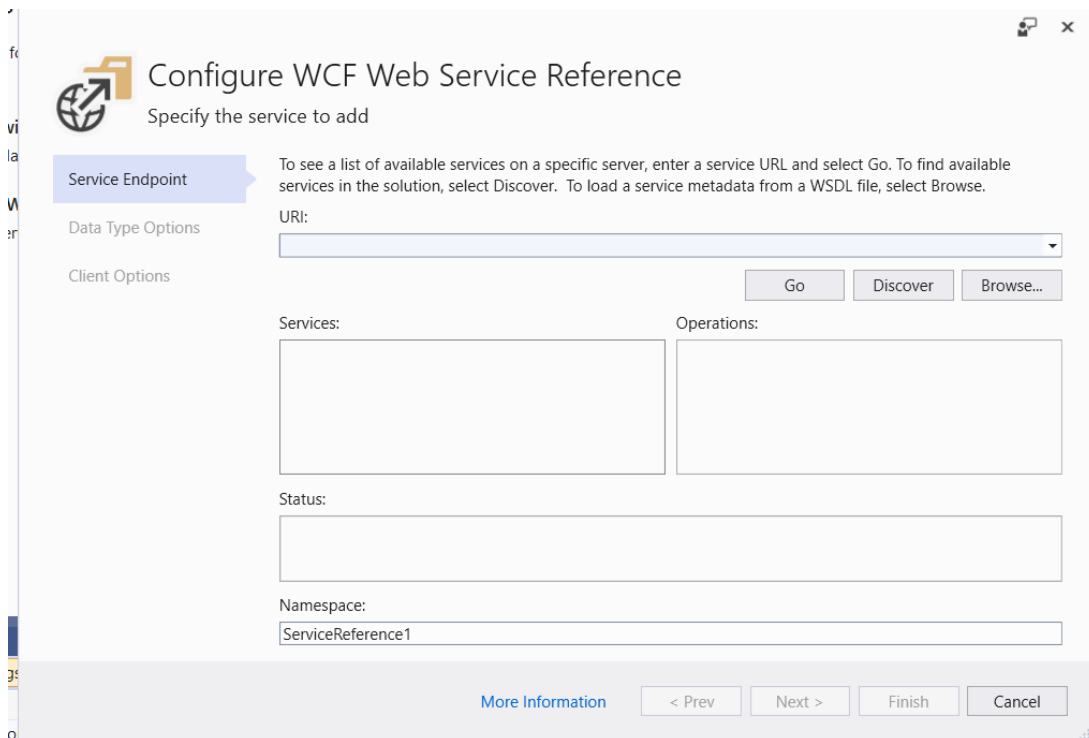 Configure WCF Web Service Reference
Specify the service to add
Service Endpoint
Data Type Options
Client Options
To see a list of available services on a specific server, enter a service URL and select Go. To find available
services in the solution, select Discover.  To load a service metadata from a WSDL file, select Browse.
URI:
Go
Discover
Browse...
Services:
Operations:
Status:
Namespace:
ServiceReference1
More Information
< Prev
Next >
Finish
Cancel